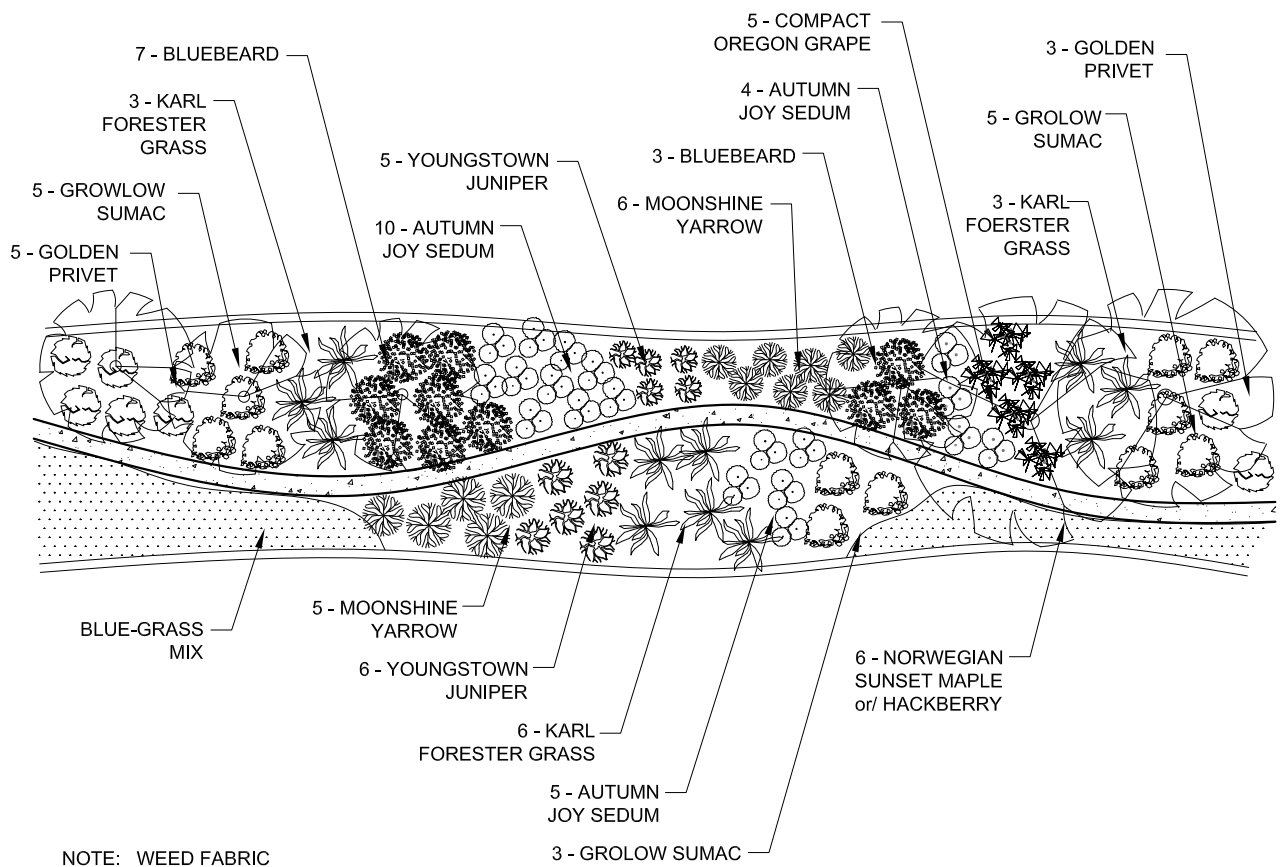 7 - BLUEBEARD
3 - KARL
FORESTER
GRASS
5 - GROWLOW
SUMAC
5 - GOLDEN
PRIVET
5 - YOUNGSTOWN
JUNIPER
10 - AUTUMN
JOY SEDUM
5 - COMPACT
OREGON GRAPE
4 - AUTUMN
JOY SEDUM
3 - BLUEBEARD
6 - MOONSHINE
YARROW
3 - GOLDEN
PRIVET
5 - GROLOW
SUMAC
3 - KARL
FOERSTER
GRASS
BLUE-GRASS
MIX
5 - MOONSHINE
YARROW
6 - YOUNGSTOWN
JUNIPER
6 - KARL
FORESTER GRASS
5 - AUTUMN
JOY SEDUM
3 - GROLOW SUMAC
6 - NORWEGIAN
SUNSET MAPLE
or/ HACKBERRY
NOTE: WEED FABRIC